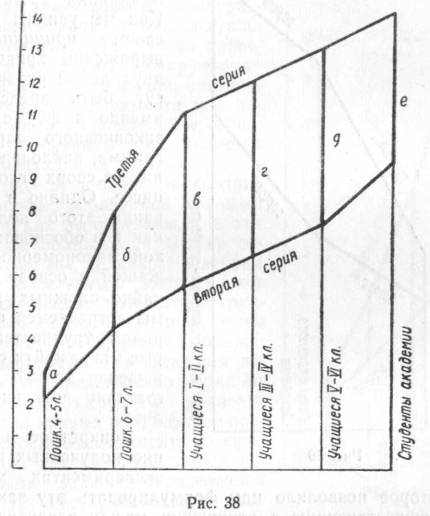 14
13
12
11
10
9
8
7
6
5
4
3
2
1
Третья серия
вторая серия
а
б
в
г
д
е
Дошк. 4-5 л.
Дошк. 6-7 л.
Учащиеся I-II кл.
Учащиеся III-IV кл.
Учащиеся V-VI кл.
Студенты академии
Рис. 38